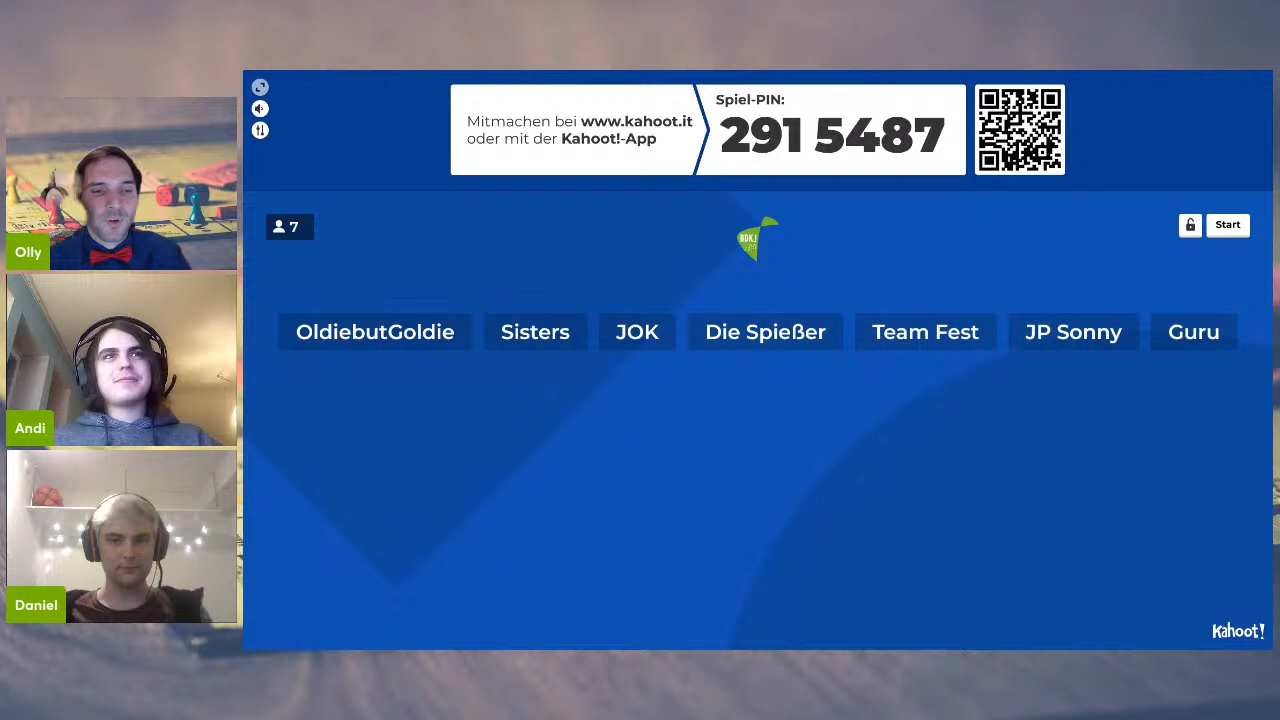 Mitmachen bei www.kahoot.it
oder mit der Kahoot!-App
Spiel-PIN:
291 5487
7
BDKJ
Start
OldiebutGoldie
Sisters
JOK
Die Spießer
Team Fest
JP Sonny
Guru
Olly
Andi
Daniel
Kahoot!